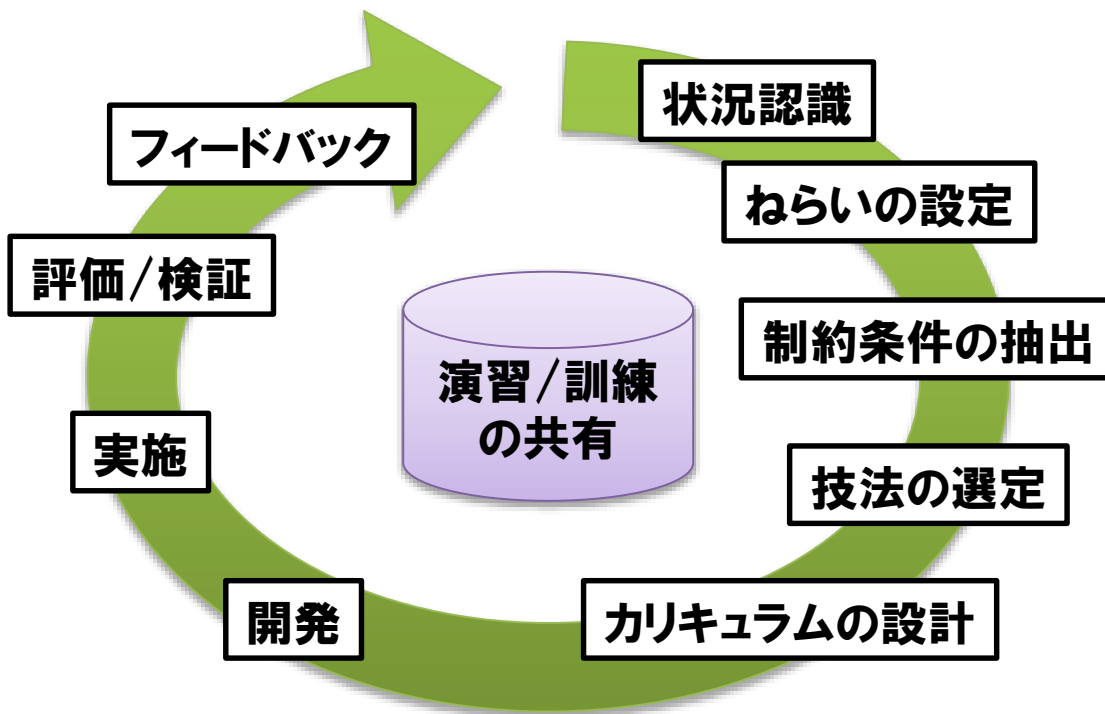 状況認識
ねらいの設定
制約条件の抽出
技法の選定
カリキュラムの設計
開発
実施
評価/検証
フィードバック
演習/訓練
の共有